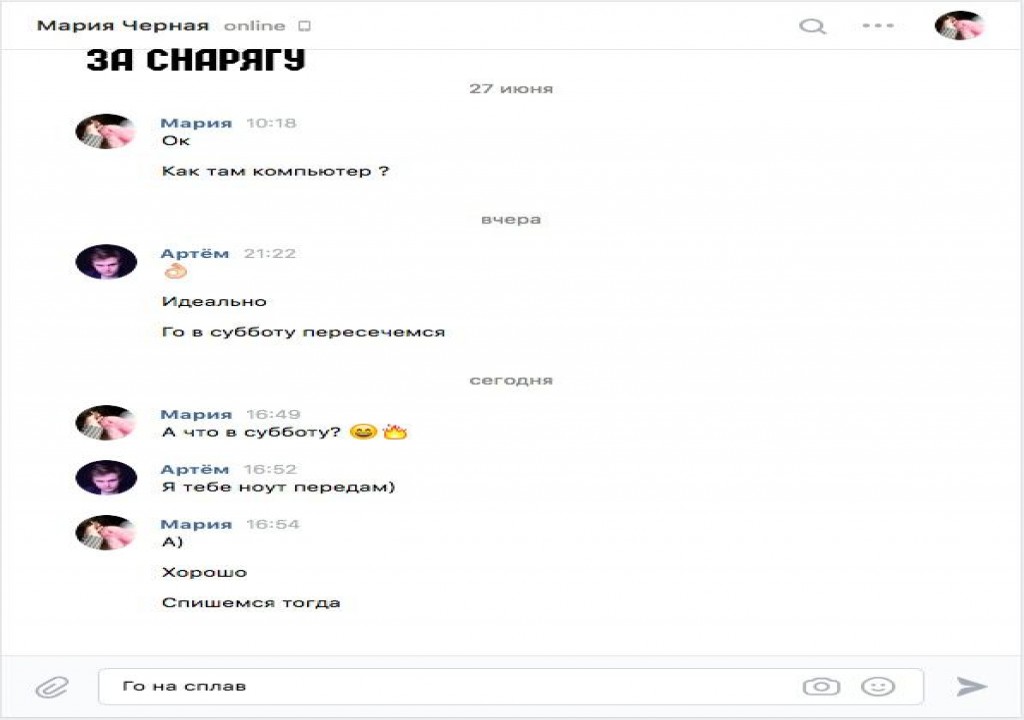 Мария Черная online
ЗА СНАРЯГУ
27 июня
Мария 10:18
Ок
Как там компьютер ?
вчера
Артём 21:22
👌🏻
Идеально
Го в субботу пересечемся
сегодня
Мария 16:49
А что в субботу? 😄🔥
Артём 16:52
Я тебе ноут передам)
Мария 16:54
А)
Хорошо
Спишемся тогда
Го на сплав